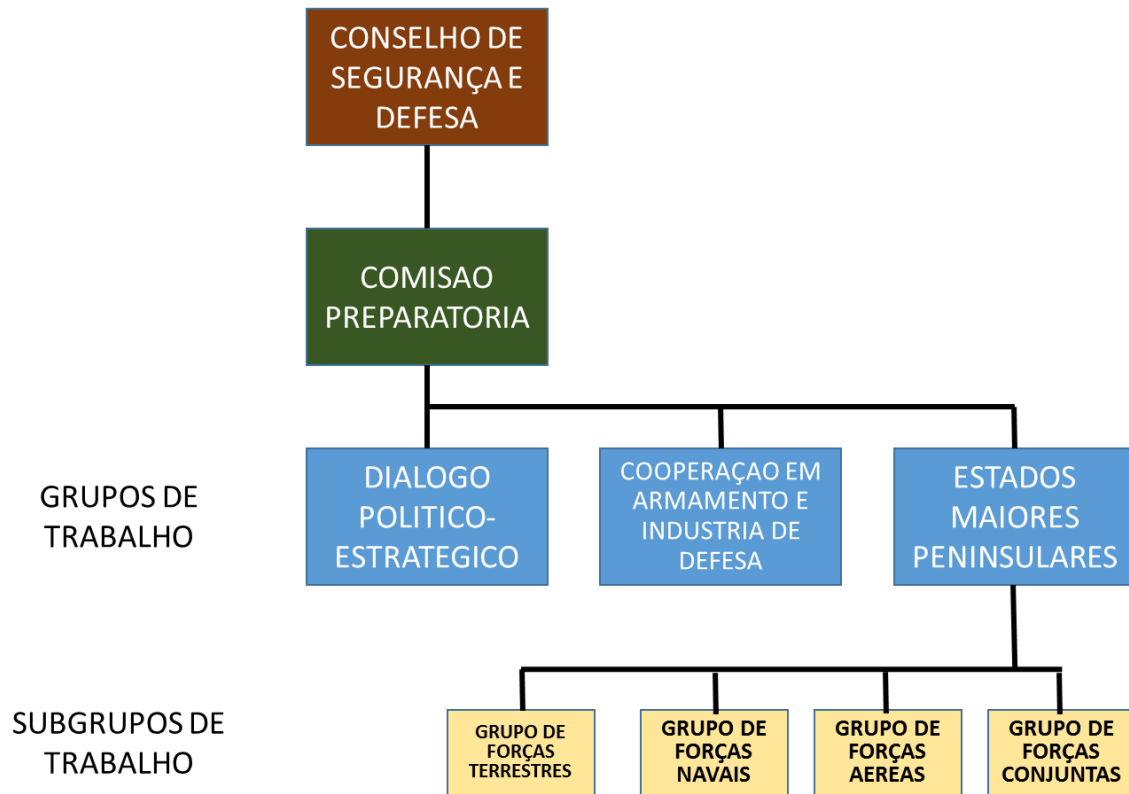 CONSELHO DE
SEGURANÇA E
DEFESA
COMISAO
PREPARATORIA
GRUPOS DE
TRABALHO
DIALOGO
POLITICO-
ESTRATEGICO
COOPERAÇAO EM
ARMAMENTO E
INDUSTRIA DE
DEFESA
ESTADOS
MAIORES
PENINSULARES
SUBGRUPOS DE
TRABALHO
GRUPO DE
FORÇAS
TERRESTRES
GRUPO DE
FORÇAS
NAVAIS
GRUPO DE
FORÇAS
AEREAS
GRUPO DE
FORÇAS
CONJUNTAS